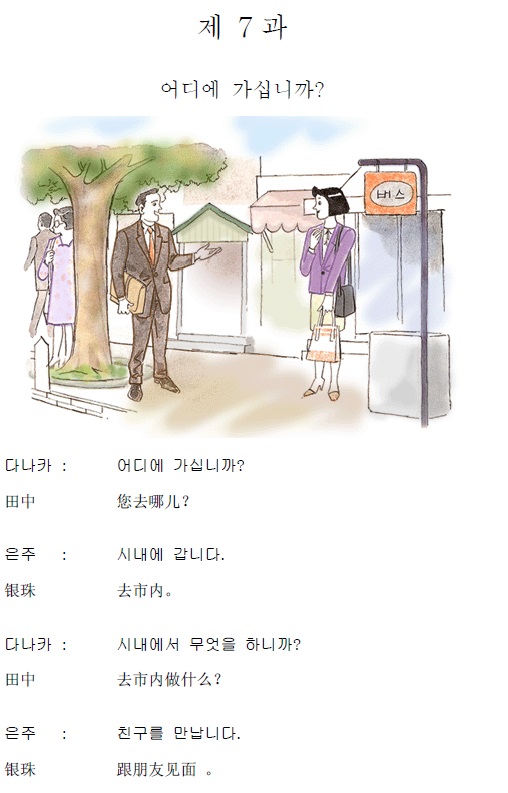 제 7 과
어디에 가십니까?
버스
다나카 : 어디에 가십니까?
田中 您去哪儿？
은주 : 시내에 갑니다.
银珠 去市内。
다나카 : 시내에서 무엇을 하니까?
田中 去市内做什么？
은주 : 친구를 만납니다.
银珠 跟朋友见面 。